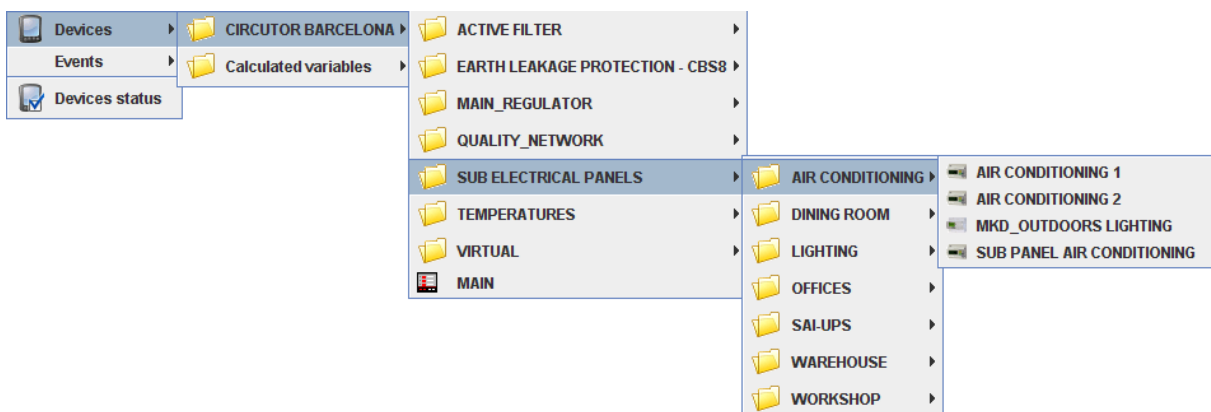 Devices
Events
Devices status
CIRCUTOR BARCELONA
Calculated variables
ACTIVE FILTER
EARTH LEAKAGE PROTECTION - CBS8
MAIN_REGULATOR
QUALITY_NETWORK
SUB ELECTRICAL PANELS
TEMPERATURES
VIRTUAL
MAIN
AIR CONDITIONING
DINING ROOM
LIGHTING
OFFICES
SAI-UPS
WAREHOUSE
WORKSHOP
AIR CONDITIONING 1
AIR CONDITIONING 2
MKD_OUTDOORS LIGHTING
SUB PANEL AIR CONDITIONING